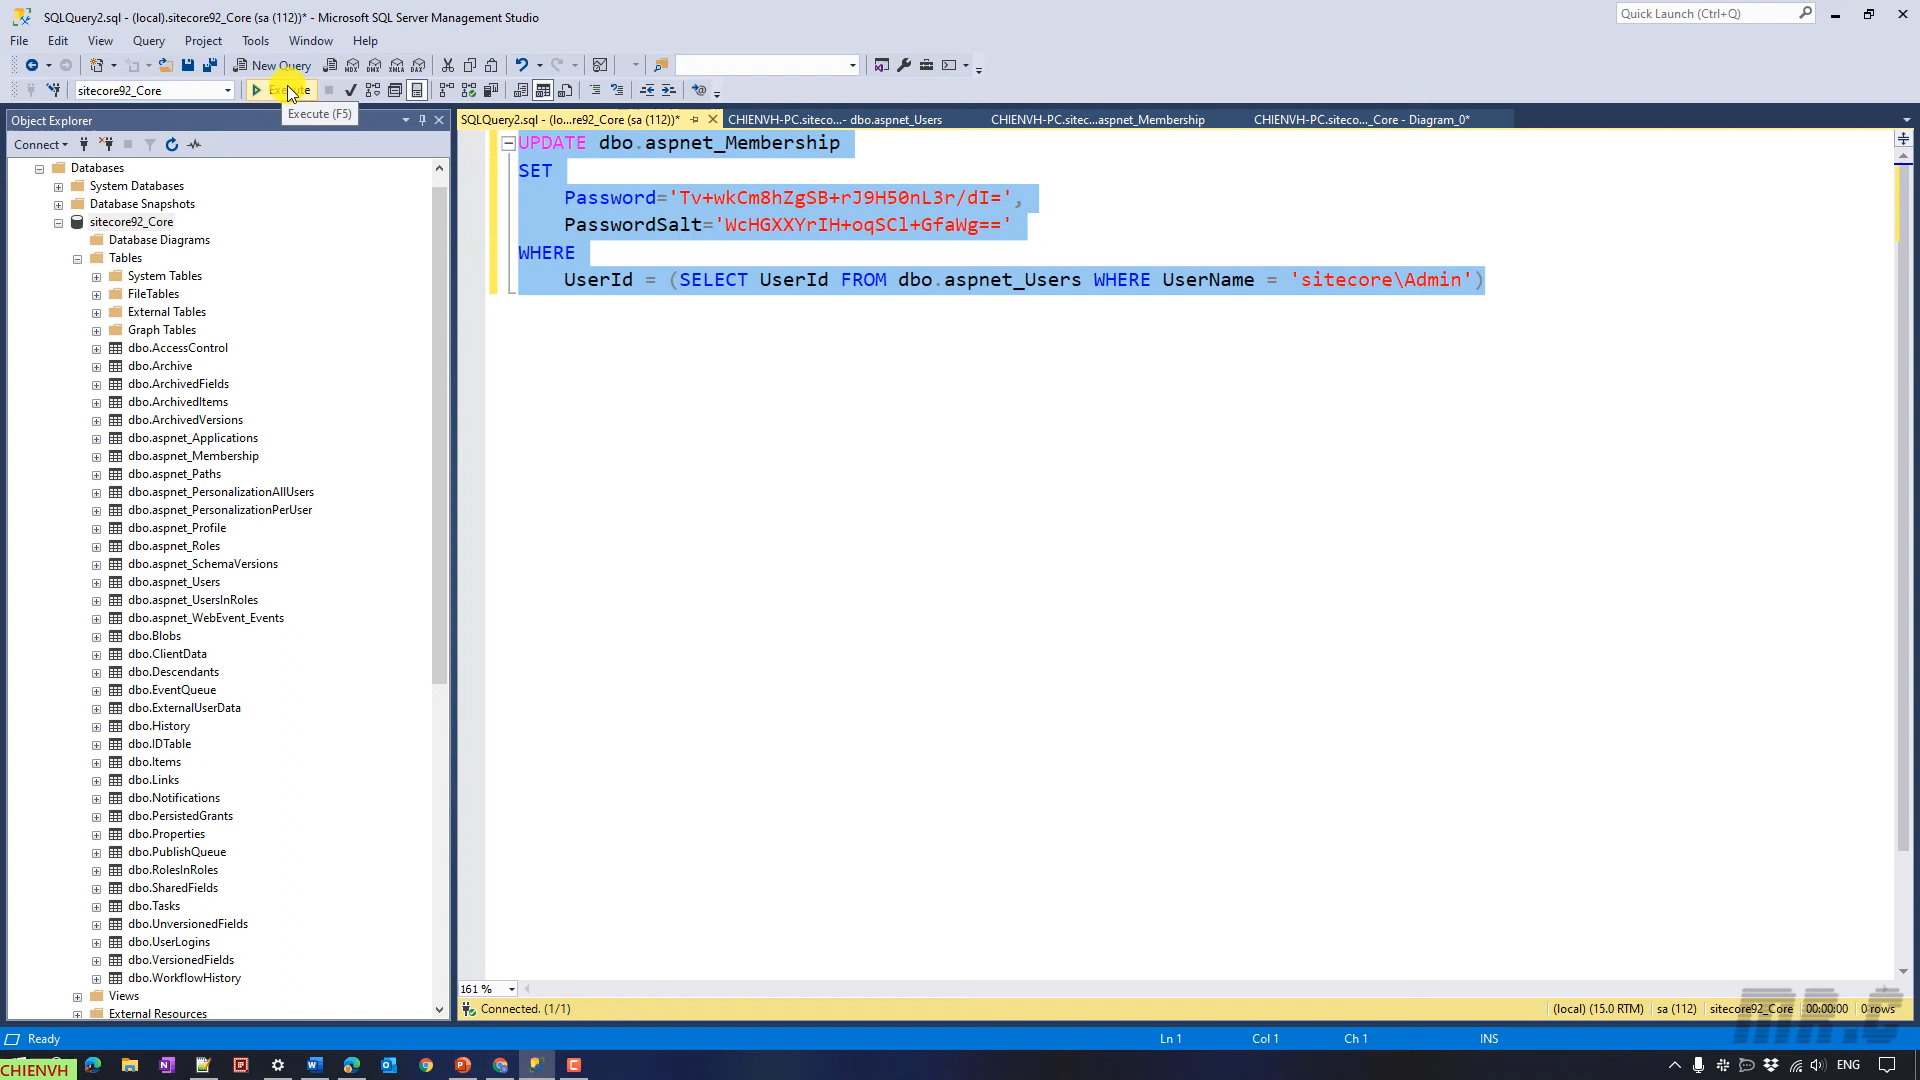 SQLQuery2.sql - (local).sitecore92_Core (sa (112))* - Microsoft SQL Server Management Studio
Quick Launch (Ctrl+Q)
File Edit View Query Project Tools Window Help
New Query
MDX DMX XMLA DAX
sitecore92_Core
Execute
Execute (F5)
Object Explorer
SQLQuery2.sql - (lo...re92_Core (sa (112))*
CHIENVH-PC.siteco...- dbo.aspnet_Users
CHIENVH-PC.sitec...aspnet_Membership
CHIENVH-PC.siteco..._Core - Diagram_0*
Connect
Databases
System Databases
Database Snapshots
sitecore92_Core
Database Diagrams
Tables
System Tables
FileTables
External Tables
Graph Tables
dbo.AccessControl
dbo.Archive
dbo.ArchivedFields
dbo.ArchivedItems
dbo.ArchivedVersions
dbo.aspnet_Applications
dbo.aspnet_Membership
dbo.aspnet_Paths
dbo.aspnet_PersonalizationAllUsers
dbo.aspnet_PersonalizationPerUser
dbo.aspnet_Profile
dbo.aspnet_Roles
dbo.aspnet_SchemaVersions
dbo.aspnet_Users
dbo.aspnet_UsersInRoles
dbo.aspnet_WebEvent_Events
dbo.Blobs
dbo.ClientData
dbo.Descendants
dbo.EventQueue
dbo.ExternalUserData
dbo.History
dbo.IDTable
dbo.Items
dbo.Links
dbo.Notifications
dbo.PersistedGrants
dbo.Properties
dbo.PublishQueue
dbo.RolesInRoles
dbo.SharedFields
dbo.Tasks
dbo.UnversionedFields
dbo.UserLogins
dbo.VersionedFields
dbo.WorkflowHistory
Views
External Resources
UPDATE dbo.aspnet_Membership
SET
Password='Tv+wkCm8hZgSB+rJ9H50nL3r/dI=',
PasswordSalt='WcHGXXYrIH+oqSCl+GfaWg=='
WHERE
UserId = (SELECT UserId FROM dbo.aspnet_Users WHERE UserName = 'sitecore\Admin')
161 %
Connected. (1/1)
(local) (15.0 RTM) sa (112) sitecore92_Core 00:00:00 0 rows
MR.C
Ready
Ln 1 Col 1 Ch 1 INS
CHIENVH
ENG